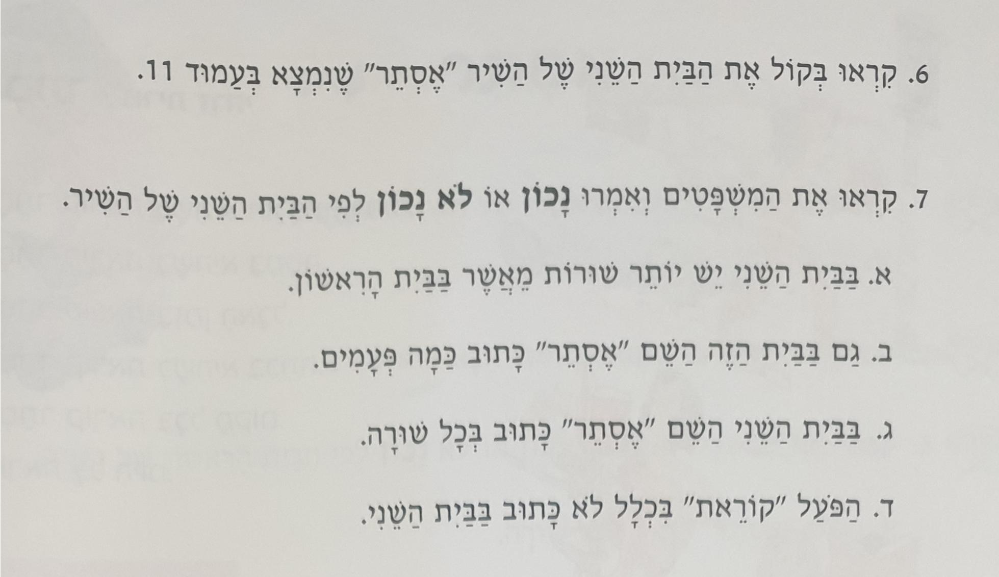 6. קִרְאוּ בְּקוֹל אֶת הַבַּיִת הַשֵּׁנִי שֶׁל הַשִּׁיר "אֶסְתֵּר" שֶׁנִּמְצָא בְּעַמּוּד 11.
7. קִרְאוּ אֶת הַמִּשְׁפָּטִים וְאִמְרוּ נָכוֹן אוֹ לֹא נָכוֹן לְפִי הַבַּיִת הַשֵּׁנִי שֶׁל הַשִּׁיר.
א. בַּבַּיִת הַשֵּׁנִי יֵשׁ יוֹתֵר שׁוּרוֹת מֵאֲשֶׁר בַּבַּיִת הָרִאשׁוֹן.
ב. גַּם בַּבַּיִת הַזֶּה הַשֵּׁם "אֶסְתֵּר" כָּתוּב כַּמָּה פְּעָמִים.
ג. בַּבַּיִת הַשֵּׁנִי הַשֵּׁם "אֶסְתֵּר" כָּתוּב בְּכָל שׁוּרָה.
ד. הַפֹּעַל "קוֹרֵאת" בִּכְלָל לֹא כָּתוּב בַּבַּיִת הַשֵּׁנִי.